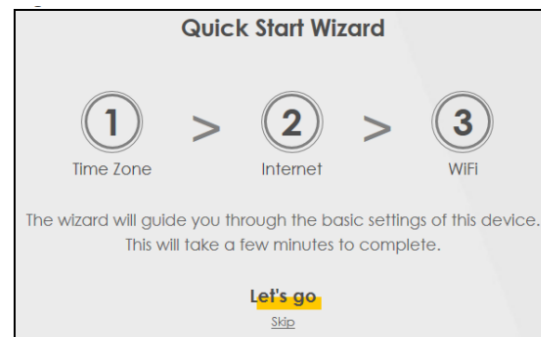 Quick Start Wizard
1 > 2 > 3
Time Zone Internet WiFi
The wizard will guide you through the basic settings of this device.
This will take a few minutes to complete.
Let's go
Skip